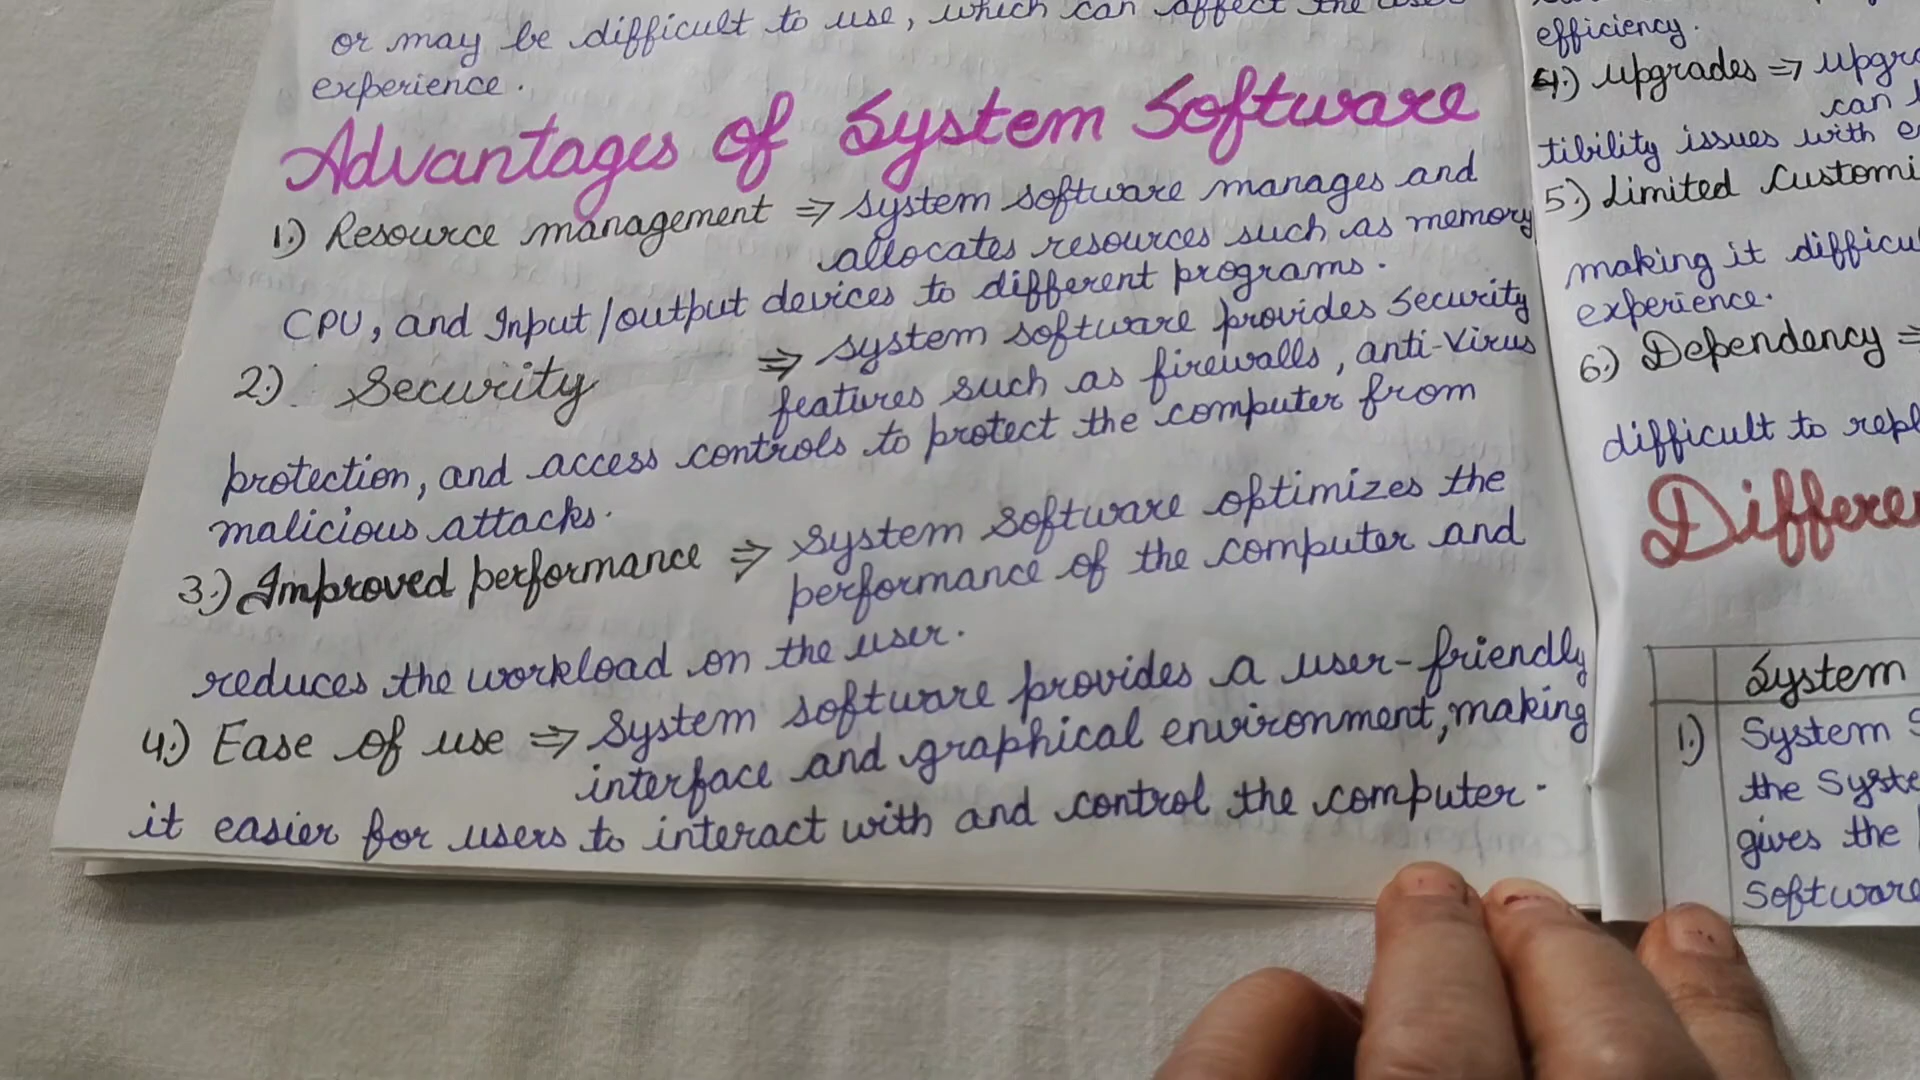 or may be difficult to use, which can affect the user
experience.
Advantages of System Software
1.) Resource management ⇒ system software manages and
allocates resources such as memory
CPU, and Input/output devices to different programs.
2.) Security ⇒ system software provides security
features such as firewalls, anti-virus
protection, and access controls to protect the computer from
malicious attacks.
3.) Improved performance ⇒ system software optimizes the
performance of the computer and
reduces the workload on the user.
4.) Ease of use ⇒ system software provides a user-friendly
interface and graphical environment, making
it easier for users to interact with and control the computer.
efficiency.
4.) upgrades ⇒
can
tibility issues with
5.) Limited
making it
experience.
6.) Dependency ⇒
difficult to
System
1.) System
the
gives the
Software